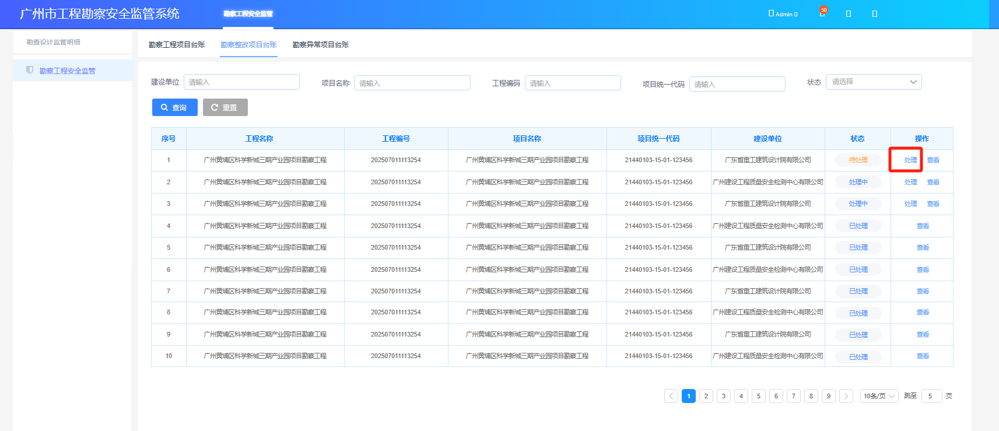 广州市工程勘察安全监管系统
勘察工程安全监管
Admin
50
勘查设计监管明细
勘察工程安全监管
勘察工程项目台账 勘察整改项目台账 勘察异常项目台账
建设单位 请输入 项目名称 请输入 工程编码 请输入 项目统一代码 请输入 状态 请选择
查询 重置
序号 工程名称 工程编号 项目名称 项目统一代码 建设单位 状态 操作
1 广州黄埔区科学新城三期产业园项目勘察工程 202507011113254 广州黄埔区科学新城三期产业园项目勘察工程 21440103-15-01-123456 广东省重工建筑设计院有限公司 待处理 处理 查看
2 广州黄埔区科学新城三期产业园项目勘察工程 202507011113254 广州黄埔区科学新城三期产业园项目勘察工程 21440103-15-01-123456 广州建设工程质量安全检测中心有限公司 处理中 处理 查看
3 广州黄埔区科学新城三期产业园项目勘察工程 202507011113254 广州黄埔区科学新城三期产业园项目勘察工程 21440103-15-01-123456 广东省重工建筑设计院有限公司 处理中 处理 查看
4 广州黄埔区科学新城三期产业园项目勘察工程 202507011113254 广州黄埔区科学新城三期产业园项目勘察工程 21440103-15-01-123456 广州建设工程质量安全检测中心有限公司 已处理 查看
5 广州黄埔区科学新城三期产业园项目勘察工程 202507011113254 广州黄埔区科学新城三期产业园项目勘察工程 21440103-15-01-123456 广东省重工建筑设计院有限公司 已处理 查看
6 广州黄埔区科学新城三期产业园项目勘察工程 202507011113254 广州黄埔区科学新城三期产业园项目勘察工程 21440103-15-01-123456 广州建设工程质量安全检测中心有限公司 已处理 查看
7 广州黄埔区科学新城三期产业园项目勘察工程 202507011113254 广州黄埔区科学新城三期产业园项目勘察工程 21440103-15-01-123456 广东省重工建筑设计院有限公司 已处理 查看
8 广州黄埔区科学新城三期产业园项目勘察工程 202507011113254 广州黄埔区科学新城三期产业园项目勘察工程 21440103-15-01-123456 广州建设工程质量安全检测中心有限公司 已处理 查看
9 广州黄埔区科学新城三期产业园项目勘察工程 202507011113254 广州黄埔区科学新城三期产业园项目勘察工程 21440103-15-01-123456 广东省重工建筑设计院有限公司 已处理 查看
10 广州黄埔区科学新城三期产业园项目勘察工程 202507011113254 广州黄埔区科学新城三期产业园项目勘察工程 21440103-15-01-123456 广州建设工程质量安全检测中心有限公司 已处理 查看
1 2 3 4 5 6 7 8 9 10条/页 跳至 5 页